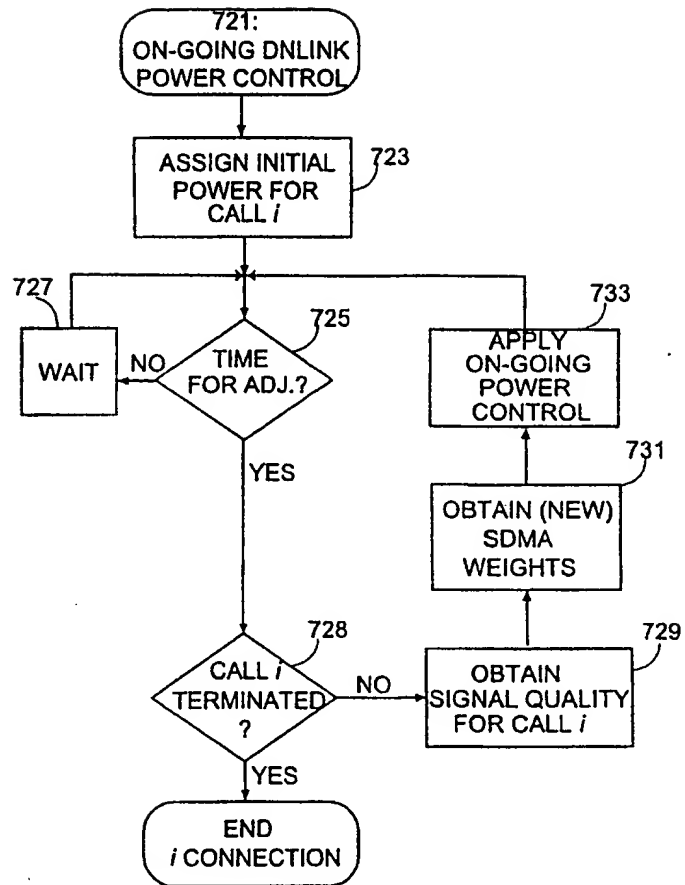 721:
ON-GOING DNLINK
POWER CONTROL
723
ASSIGN INITIAL
POWER FOR
CALL i
727
725
733
WAIT
NO
TIME
FOR ADJ.?
APPLY
ON-GOING
POWER
CONTROL
YES
731
OBTAIN (NEW)
SDMA
WEIGHTS
728
729
CALL i
TERMINATED
?
NO
OBTAIN
SIGNAL QUALITY
FOR CALL i
YES
END
i CONNECTION